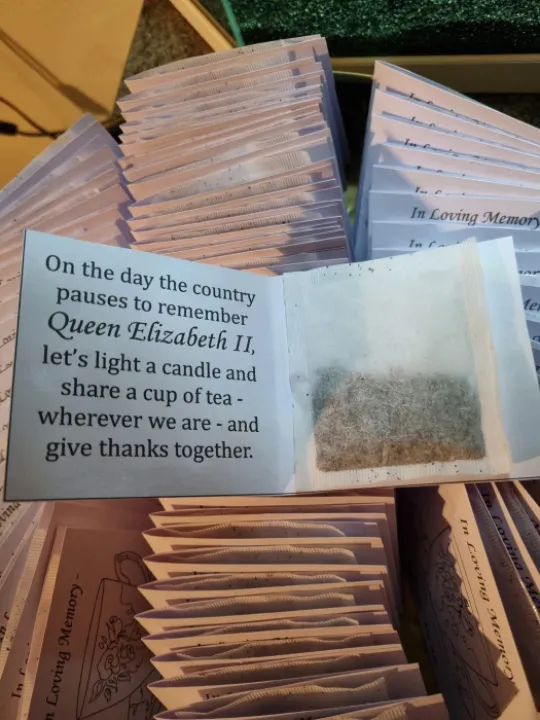 In Loving Memory
On the day the country
pauses to remember
Queen Elizabeth II,
let's light a candle and
share a cup of tea -
wherever we are - and
give thanks together.
In Loving Memory -
In Loving Memory